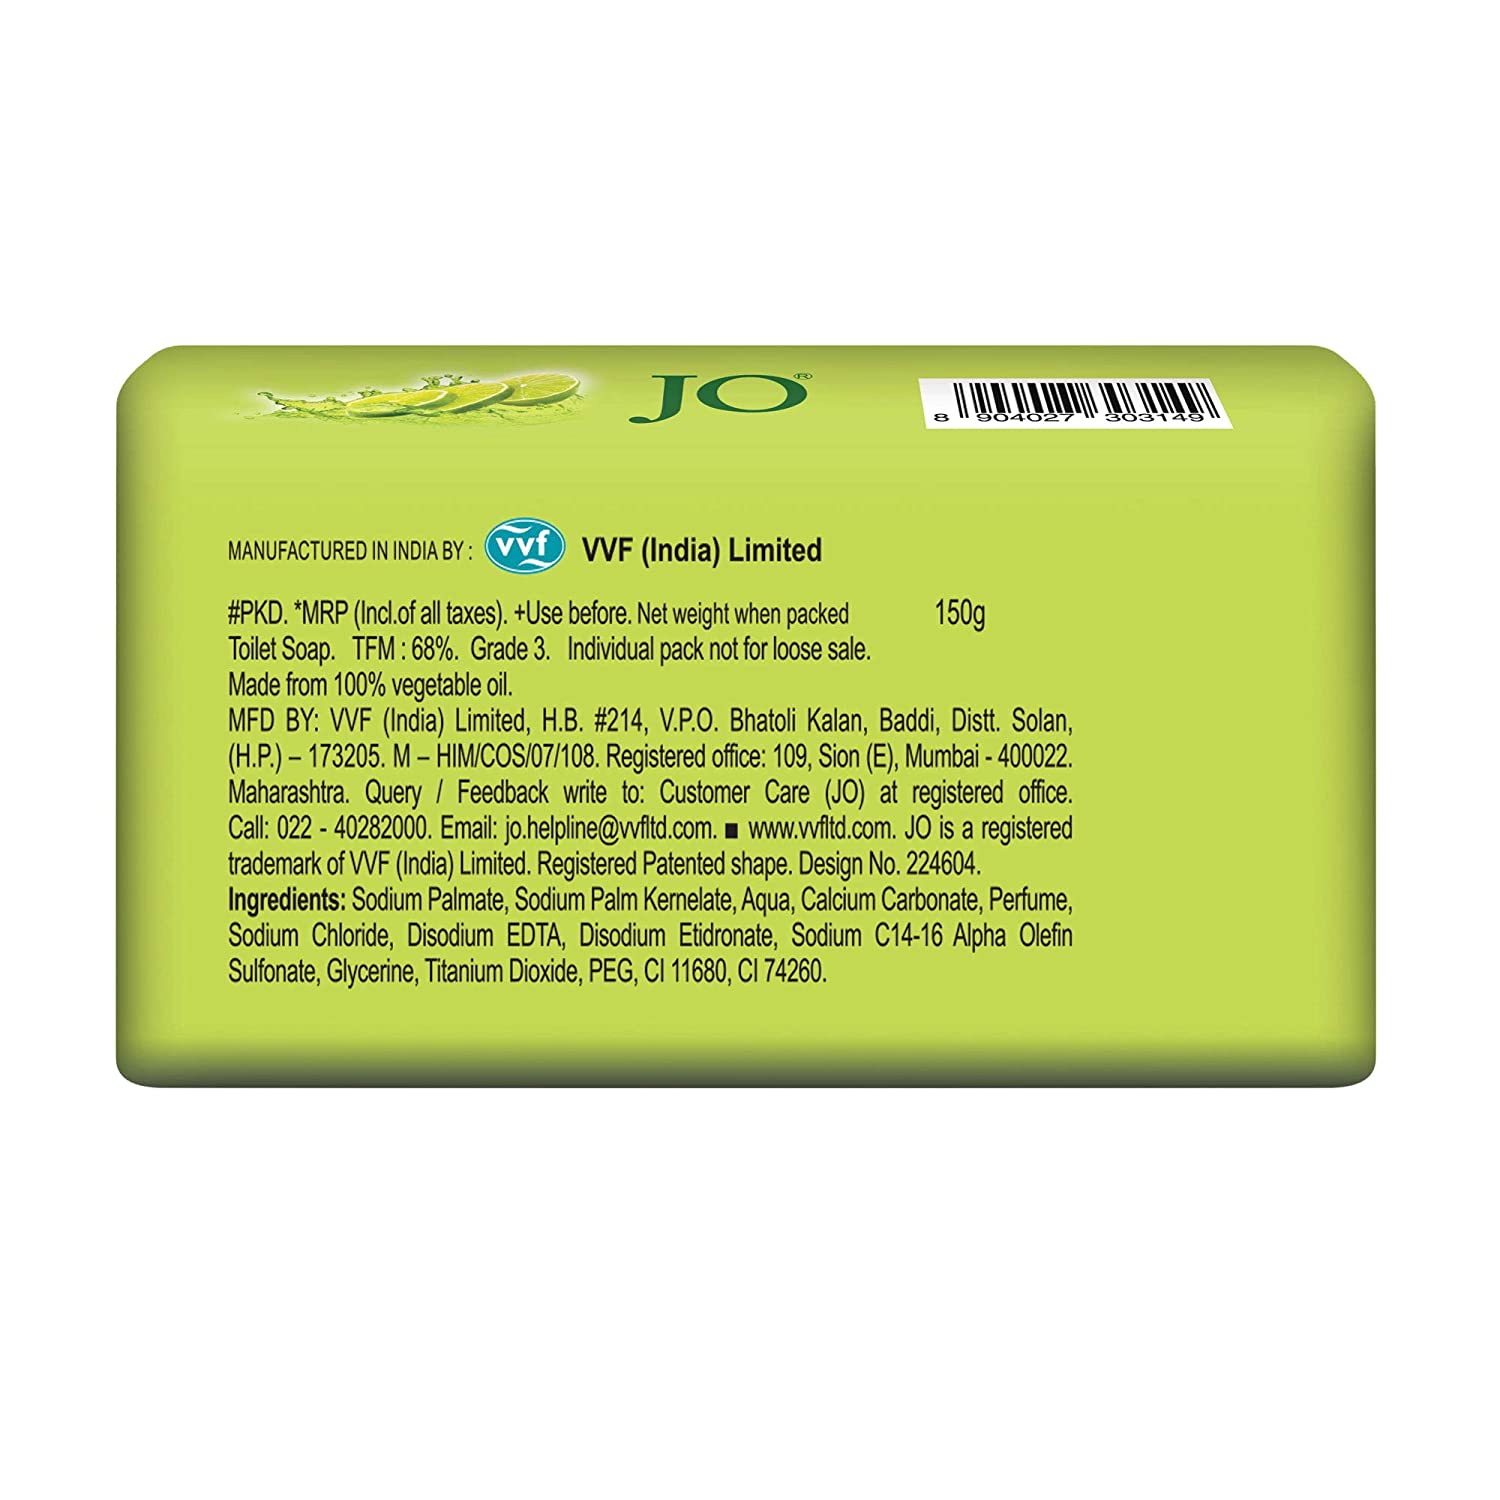 JO®
8 904027 303149
MANUFACTURED IN INDIA BY : vvf VVF (India) Limited
#PKD. *MRP (Incl.of all taxes). +Use before. Net weight when packed 150g
Toilet Soap. TFM : 68%. Grade 3. Individual pack not for loose sale.
Made from 100% vegetable oil.
MFD BY: VVF (India) Limited, H.B. #214, V.P.O. Bhatoli Kalan, Baddi, Distt. Solan,
(H.P.) – 173205. M – HIM/COS/07/108. Registered office: 109, Sion (E), Mumbai - 400022.
Maharashtra. Query / Feedback write to: Customer Care (JO) at registered office.
Call: 022 - 40282000. Email: jo.helpline@vvfltd.com. ■ www.vvfltd.com. JO is a registered
trademark of VVF (India) Limited. Registered Patented shape. Design No. 224604.
Ingredients: Sodium Palmate, Sodium Palm Kernelate, Aqua, Calcium Carbonate, Perfume,
Sodium Chloride, Disodium EDTA, Disodium Etidronate, Sodium C14-16 Alpha Olefin
Sulfonate, Glycerine, Titanium Dioxide, PEG, CI 11680, CI 74260.